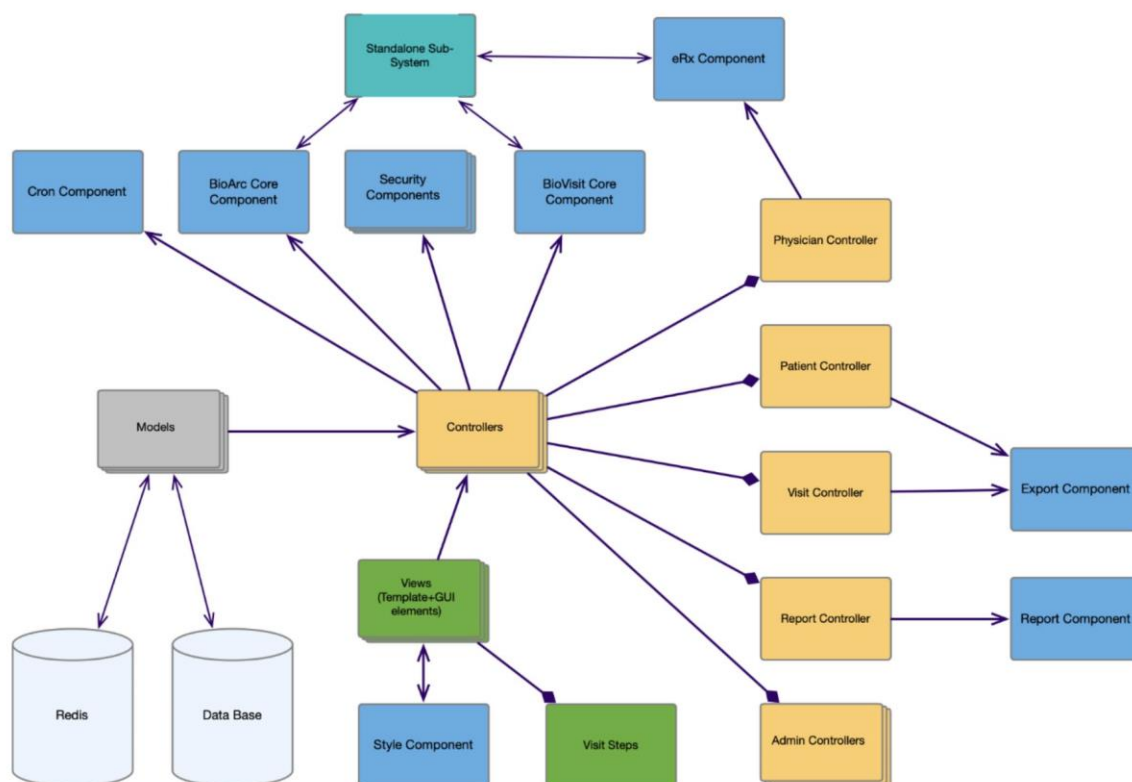 Standalone Sub-
System
eRx Component
Cron Component
BioArc Core
Component
Security
Components
BioVisit Core
Component
Physician Controller
Patient Controller
Models
Controllers
Visit Controller
Export Component
Views
(Template+GUI
elements)
Report Controller
Report Component
Redis
Data Base
Style Component
Visit Steps
Admin Controllers